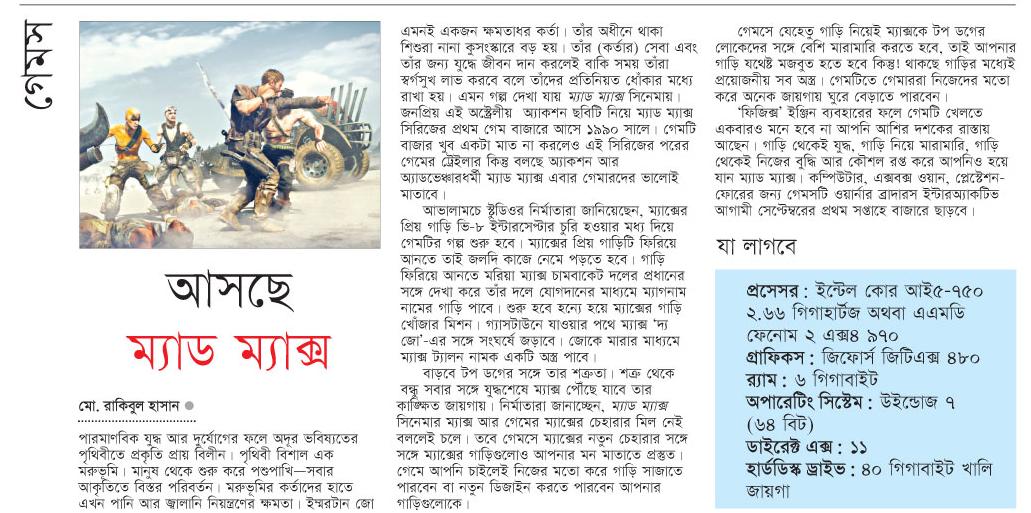 গেমস
আসছে
ম্যাড ম্যাক্স
মো. রাকিবুল হাসান
পারমাণবিক যুদ্ধ আর দুর্যোগের ফলে অদূর ভবিষ্যতের
পৃথিবীতে প্রকৃতি প্রায় বিলীন। পৃথিবী বিশাল এক
মরুভূমি। মানুষ থেকে শুরু করে পশুপাখি—সবার
আকৃতিতে বিস্তর পরিবর্তন। মরুভূমির কর্তাদের হাতে
এখন পানি আর জ্বালানি নিয়ন্ত্রণের ক্ষমতা। ইম্মরটান জো
এমনই একজন ক্ষমতাধর কর্তা। তাঁর অধীনে থাকা
শিশুরা নানা কুসংস্কারে বড় হয়। তাঁর (কর্তার) সেবা এবং
তাঁর জন্য যুদ্ধে জীবন দান করলেই বাকি সময় তাঁরা
স্বর্গসুখ লাভ করবে বলে তাঁদের প্রতিনিয়ত ধোঁকার মধ্যে
রাখা হয়। এমন গল্প দেখা যায় ম্যাড ম্যাক্স সিনেমায়।
জনপ্রিয় এই অস্ট্রেলীয় অ্যাকশন ছবিটি নিয়ে ম্যাড ম্যাক্স
সিরিজের প্রথম গেম বাজারে আসে ১৯৯০ সালে। গেমটি
বাজার খুব একটা মাত না করলেও এই সিরিজের পরের
গেমের ট্রেইলার কিন্তু বলছে অ্যাকশন আর
অ্যাডভেঞ্চারধর্মী ম্যাড ম্যাক্স এবার গেমারদের ভালোই
মাতাবে।
আভালামচে স্টুডিওর নির্মাতারা জানিয়েছেন, ম্যাক্সের
প্রিয় গাড়ি ভি-৮ ইন্টারসেপ্টার চুরি হওয়ার মধ্য দিয়ে
গেমটির গল্প শুরু হবে। ম্যাক্সের প্রিয় গাড়িটি ফিরিয়ে
আনতে তাই জলদি কাজে নেমে পড়তে হবে। গাড়ি
ফিরিয়ে আনতে মরিয়া ম্যাক্স চামবাকেট দলের প্রধানের
সঙ্গে দেখা করে তাঁর দলে যোগদানের মাধ্যমে ম্যাগনাম
নামের গাড়ি পাবে। শুরু হবে হন্যে হয়ে ম্যাক্সের গাড়ি
খোঁজার মিশন। গ্যাসটাউনে যাওয়ার পথে ম্যাক্স ‘দ্য
জো’-এর সঙ্গে সংঘর্ষে জড়াবে। জোকে মারার মাধ্যমে
ম্যাক্স ট্যালন নামক একটি অস্ত্র পাবে।
বাড়বে টপ ডগের সঙ্গে তার শত্রুতা। শত্রু থেকে
বন্ধু সবার সঙ্গে যুদ্ধশেষে ম্যাক্স পৌঁছে যাবে তার
কাঙ্ক্ষিত জায়গায়। নির্মাতারা জানাচ্ছেন, ম্যাড ম্যাক্স
সিনেমার ম্যাক্স আর গেমের ম্যাক্সের চেহারার মিল নেই
বললেই চলে। তবে গেমসে ম্যাক্সের নতুন চেহারার সঙ্গে
সঙ্গে ম্যাক্সের গাড়িগুলোও আপনার মন মাতাতে প্রস্তুত।
গেমে আপনি চাইলেই নিজের মতো করে গাড়ি সাজাতে
পারবেন বা নতুন ডিজাইন করতে পারবেন আপনার
গাড়িগুলোকে।
গেমসে যেহেতু গাড়ি নিয়েই ম্যাক্সকে টপ ডগের
লোকেদের সঙ্গে বেশি মারামারি করতে হবে, তাই আপনার
গাড়ি যথেষ্ট মজবুত হতে হবে কিন্তু! থাকছে গাড়ির মধ্যেই
প্রয়োজনীয় সব অস্ত্র। গেমটিতে গেমাররা নিজেদের মতো
করে অনেক জায়গায় ঘুরে বেড়াতে পারবেন।
‘ফিজিক্স’ ইঞ্জিন ব্যবহারের ফলে গেমটি খেলতে
একবারও মনে হবে না আপনি আশির দশকের রাস্তায়
আছেন। গাড়ি থেকেই যুদ্ধ, গাড়ি নিয়ে মারামারি, গাড়ি
থেকেই নিজের বুদ্ধি আর কৌশল রপ্ত করে আপনিও হয়ে
যান ম্যাড ম্যাক্স। কম্পিউটার, এক্সবক্স ওয়ান, প্লেস্টেশন-
ফোরের জন্য গেমসটি ওয়ার্নার ব্রাদারস ইন্টারঅ্যাকটিভ
আগামী সেপ্টেম্বরের প্রথম সপ্তাহে বাজারে ছাড়বে।
যা লাগবে
প্রসেসর : ইন্টেল কোর আই৫-৭৫০
২.৬৬ গিগাহার্টজ অথবা এএমডি
ফেনোম ২ এক্স৪ ৯৭০
গ্রাফিকস : জিফোর্স জিটিএক্স ৪৮০
র‍্যাম : ৬ গিগাবাইট
অপারেটিং সিস্টেম : উইন্ডোজ ৭
(৬৪ বিট)
ডাইরেক্ট এক্স : ১১
হার্ডডিস্ক ড্রাইভ : ৪০ গিগাবাইট খালি
জায়গা